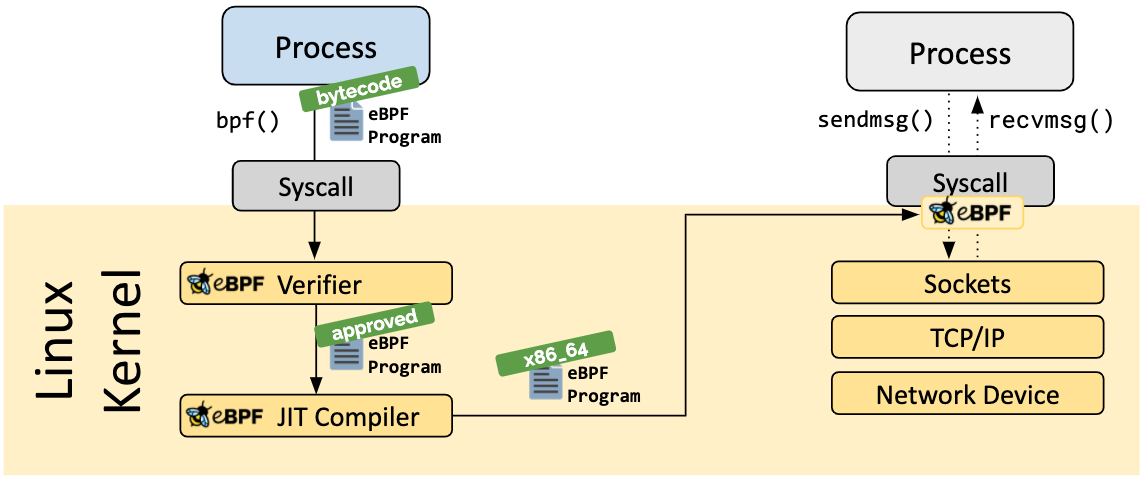 Process
bytecode
bpf()
eBPF
Program
Syscall
Linux
Kernel
eBPF Verifier
approved
eBPF
Program
eBPF JIT Compiler
x86_64
eBPF
Program
Process
sendmsg()
recvmsg()
Syscall
eBPF
Sockets
TCP/IP
Network Device